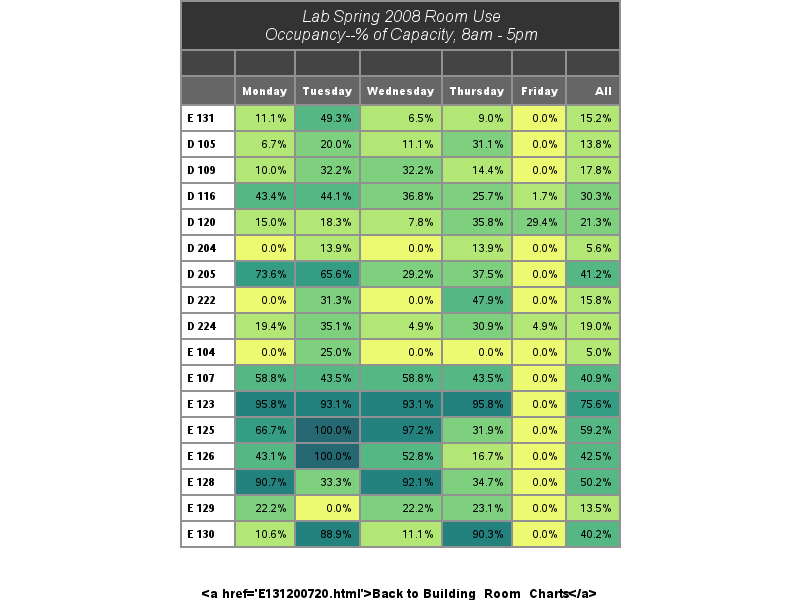 Lab Spring 2008 Room Use
Occupancy--% of Capacity, 8am - 5pm
Monday Tuesday Wednesday Thursday Friday All
E 131 11.1% 49.3% 6.5% 9.0% 0.0% 15.2%
D 105 6.7% 20.0% 11.1% 31.1% 0.0% 13.8%
D 109 10.0% 32.2% 32.2% 14.4% 0.0% 17.8%
D 116 43.4% 44.1% 36.8% 25.7% 1.7% 30.3%
D 120 15.0% 18.3% 7.8% 35.8% 29.4% 21.3%
D 204 0.0% 13.9% 0.0% 13.9% 0.0% 5.6%
D 205 73.6% 65.6% 29.2% 37.5% 0.0% 41.2%
D 222 0.0% 31.3% 0.0% 47.9% 0.0% 15.8%
D 224 19.4% 35.1% 4.9% 30.9% 4.9% 19.0%
E 104 0.0% 25.0% 0.0% 0.0% 0.0% 5.0%
E 107 58.8% 43.5% 58.8% 43.5% 0.0% 40.9%
E 123 95.8% 93.1% 93.1% 95.8% 0.0% 75.6%
E 125 66.7% 100.0% 97.2% 31.9% 0.0% 59.2%
E 126 43.1% 100.0% 52.8% 16.7% 0.0% 42.5%
E 128 90.7% 33.3% 92.1% 34.7% 0.0% 50.2%
E 129 22.2% 0.0% 22.2% 23.1% 0.0% 13.5%
E 130 10.6% 88.9% 11.1% 90.3% 0.0% 40.2%
<a href='E131200720.html'>Back to Building_Room_Charts</a>